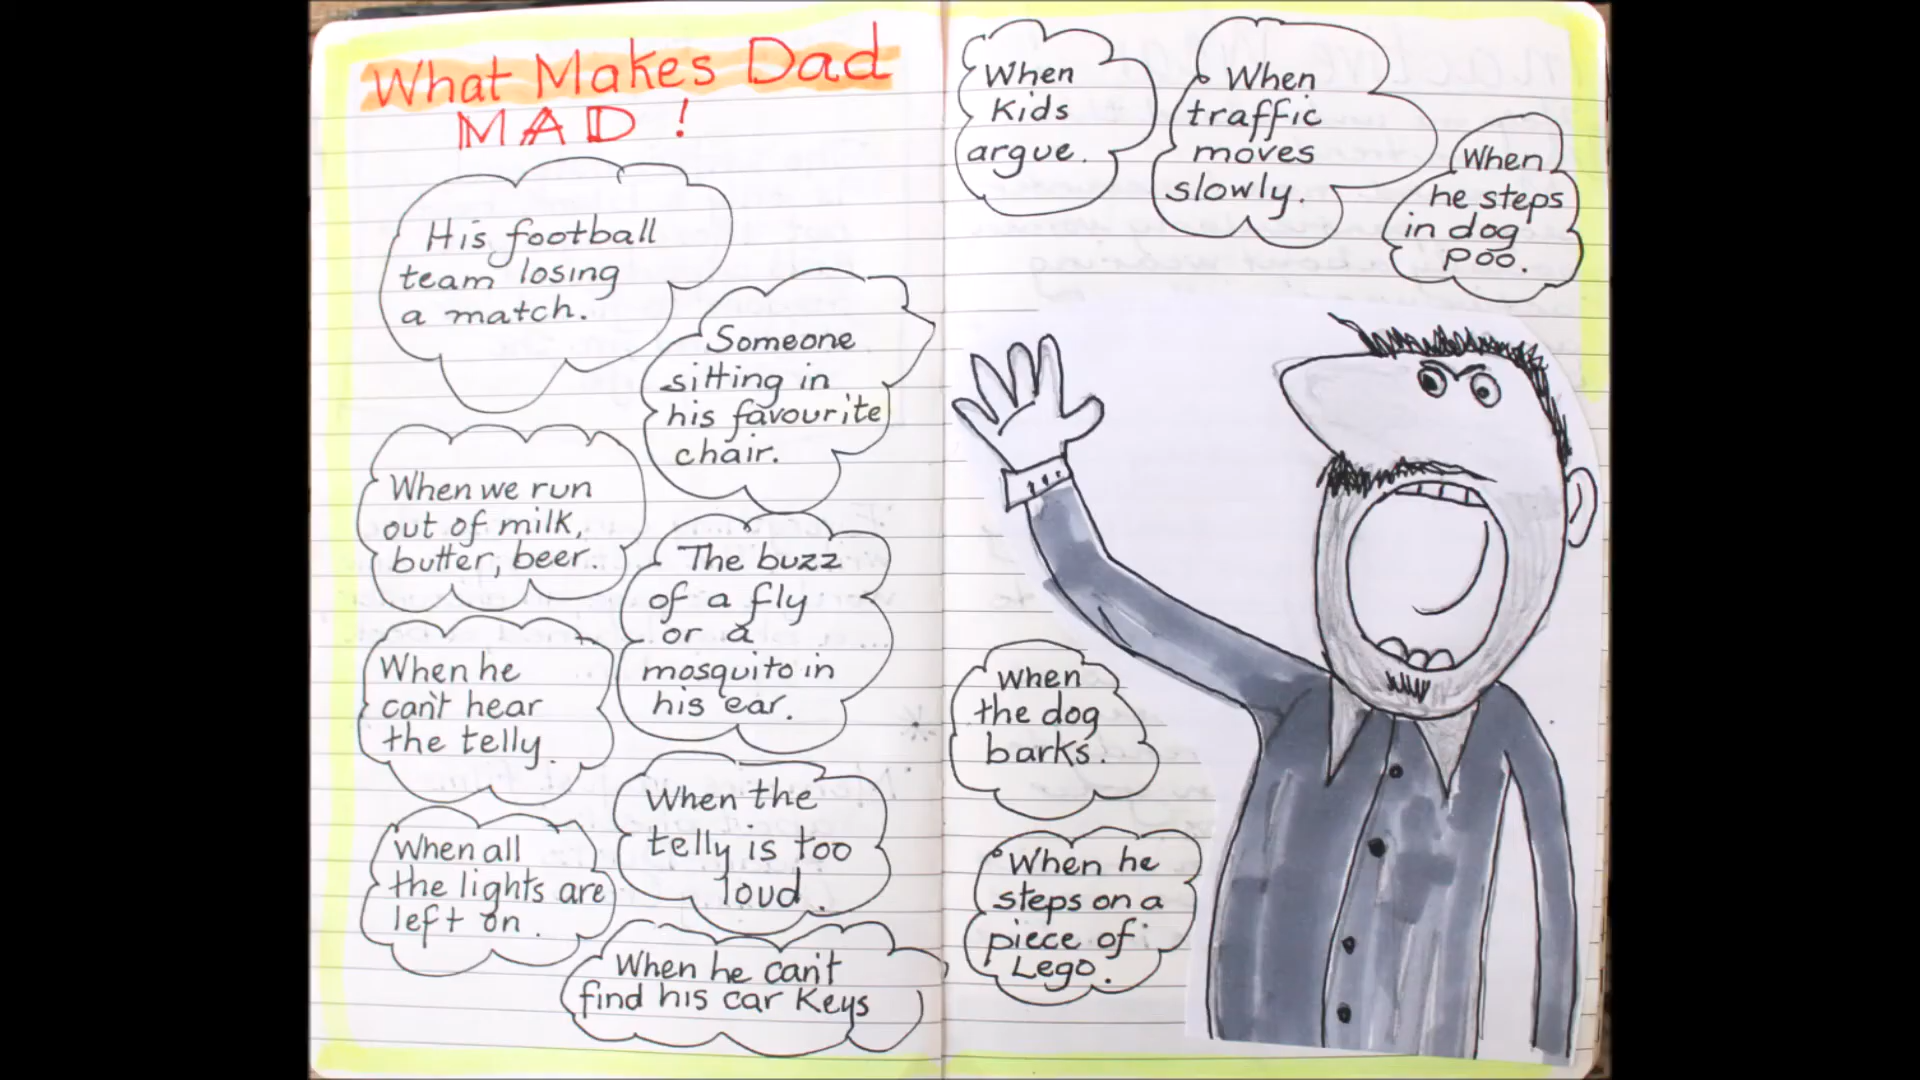 What Makes Dad
MAD !
His football
team losing
a match.
Someone
sitting in
his favourite
chair.
When we run
out of milk,
butter, beer..
The buzz
of a fly
or a
mosquito in
his ear.
When he
can't hear
the telly.
When the
telly is too
loud.
When all
the lights are
left on.
When he can't
find his car keys
When
kids
argue.
When
traffic
moves
slowly.
When
he steps
in dog
poo.
When
the dog
barks.
When he
steps on a
piece of
Lego.